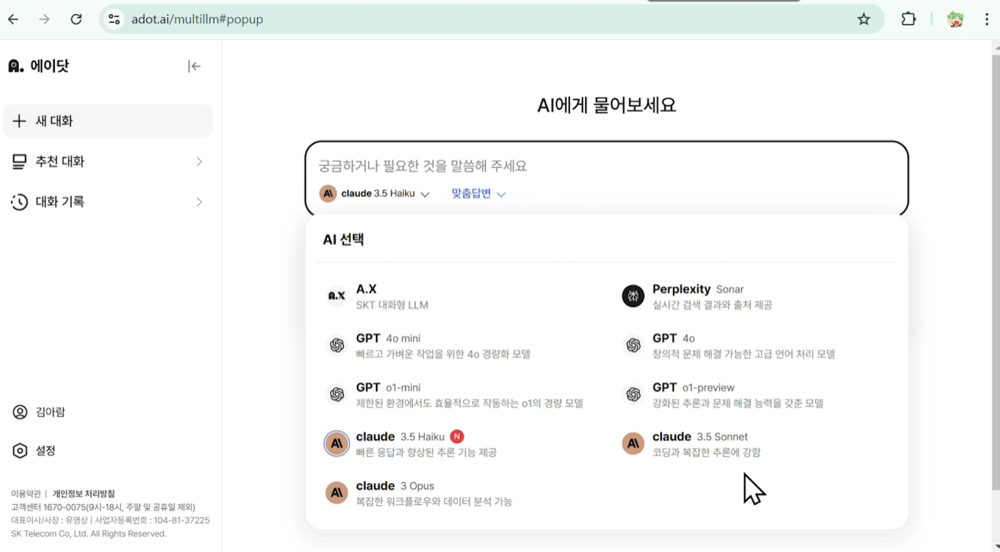 adot.ai/multillm#popup
에이닷
새 대화
추천 대화
대화 기록
김아람
설정
이용약관 | 개인정보 처리방침
고객센터 1670-0075(9시-18시, 주말 및 공휴일 제외)
대표이사/사장 : 유영상 | 사업자등록번호 : 104-81-37225
SK Telecom Co, Ltd. All Rights Reserved.
AI에게 물어보세요
궁금하거나 필요한 것을 말씀해 주세요
claude 3.5 Haiku 맞춤답변
AI 선택
A.X
A.X
SKT 대화형 LLM
Perplexity Sonar
실시간 검색 결과와 출처 제공
GPT 4o mini
빠르고 가벼운 작업을 위한 4o 경량화 모델
GPT 4o
창의적 문제 해결 가능한 고급 언어 처리 모델
GPT o1-mini
제한된 환경에서도 효율적으로 작동하는 o1의 경량 모델
GPT o1-preview
강화된 추론과 문제 해결 능력을 갖춘 모델
claude 3.5 Haiku N
빠른 응답과 향상된 추론 기능 제공
claude 3.5 Sonnet
코딩과 복잡한 추론에 강함
claude 3 Opus
복잡한 워크플로우와 데이터 분석 가능